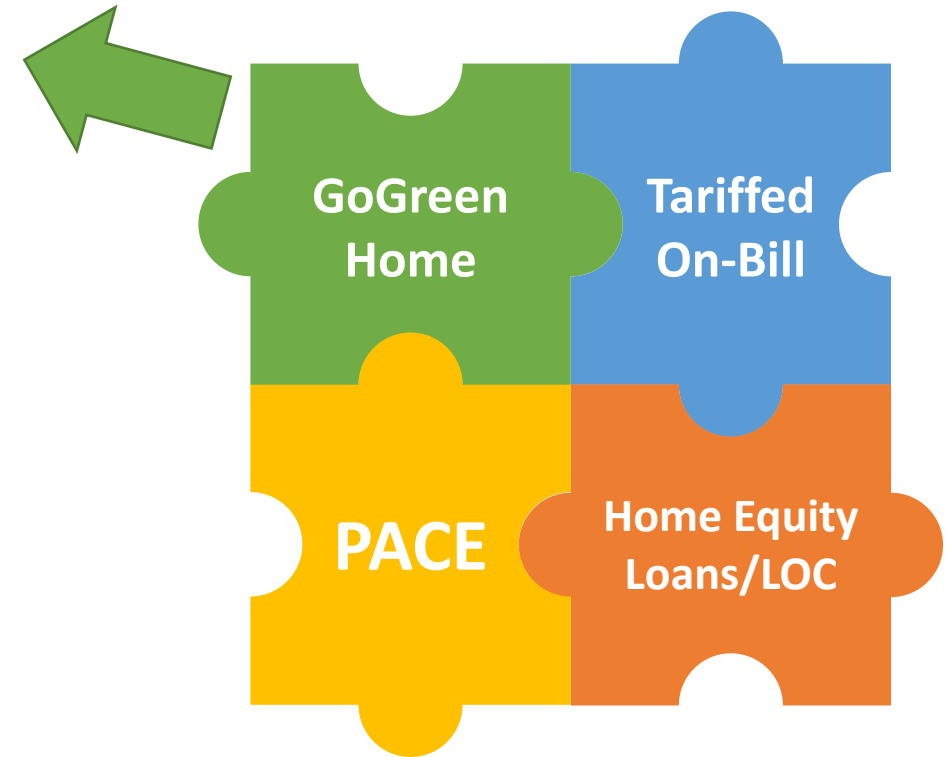 GoGreen
Home
Tariffed
On-Bill
PACE
Home Equity
Loans/LOC